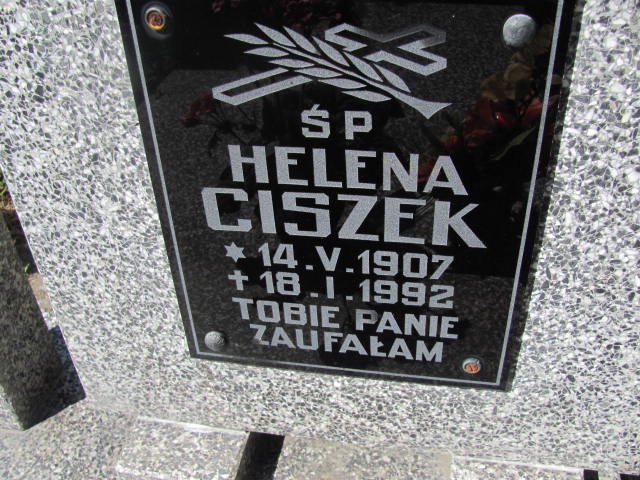 ŚP
HELENA
CISZEK
* 14.V.1907
† 18.I.1992
TOBIE PANIE
ZAUFAŁAM